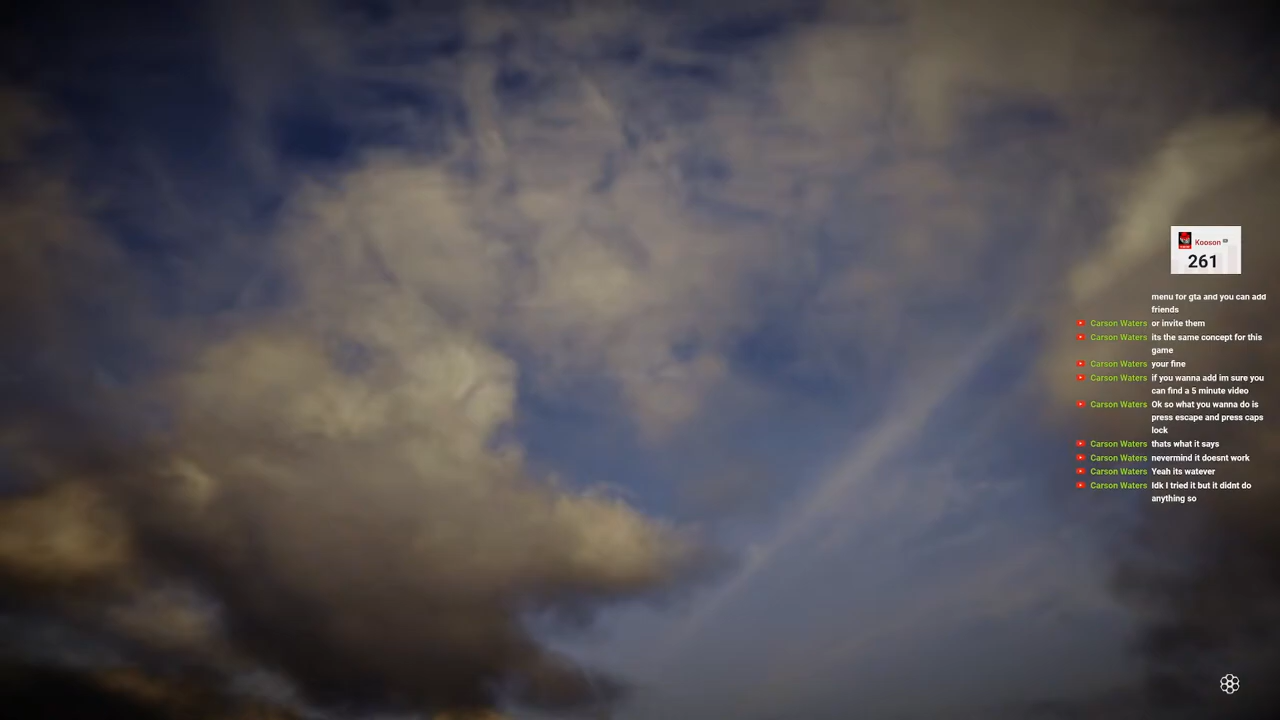 Kooson
261
menu for gta and you can add
friends
Carson Waters or invite them
Carson Waters its the same concept for this
game
Carson Waters your fine
Carson Waters if you wanna add im sure you
can find a 5 minute video
Carson Waters Ok so what you wanna do is
press escape and press caps
lock
Carson Waters thats what it says
Carson Waters nevermind it doesnt work
Carson Waters Yeah its watever
Carson Waters Idk I tried it but it didnt do
anything so